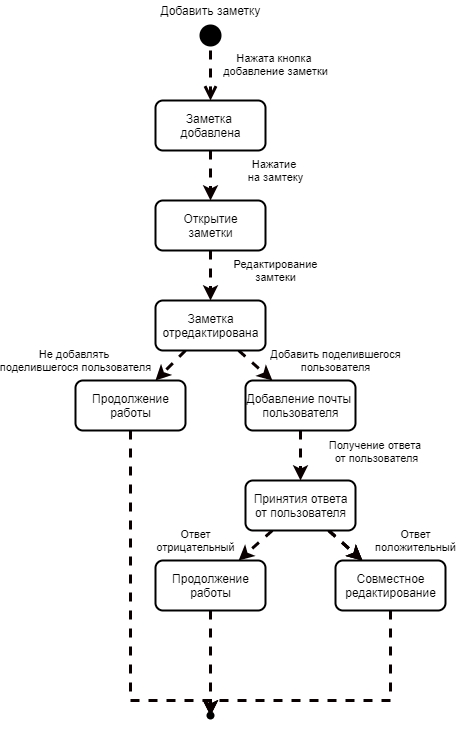 Добавить заметку
Нажата кнопка
добавление заметки
Заметка
добавлена
Нажатие
на замтеку
Открытие
заметки
Редактирование
замтеки
Заметка
отредактирована
Не добавлять
поделившегося пользователя
Добавить поделившегося
пользователя
Продолжение
работы
Добавление почты
пользователя
Получение ответа
от пользователя
Принятия ответа
от пользователя
Ответ
отрицательный
Ответ
положительный
Продолжение
работы
Совместное
редактирование